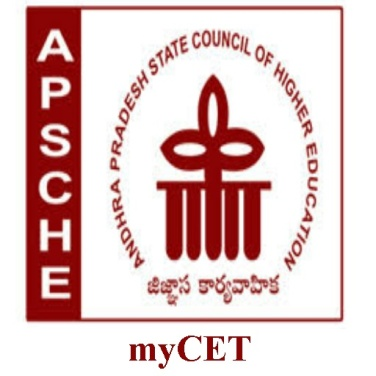 APSCHE
ANDHRA PRADESH STATE COUNCIL OF HIGHER EDUCATION
జిజ్ఞాస కార్యవాహిక
myCET